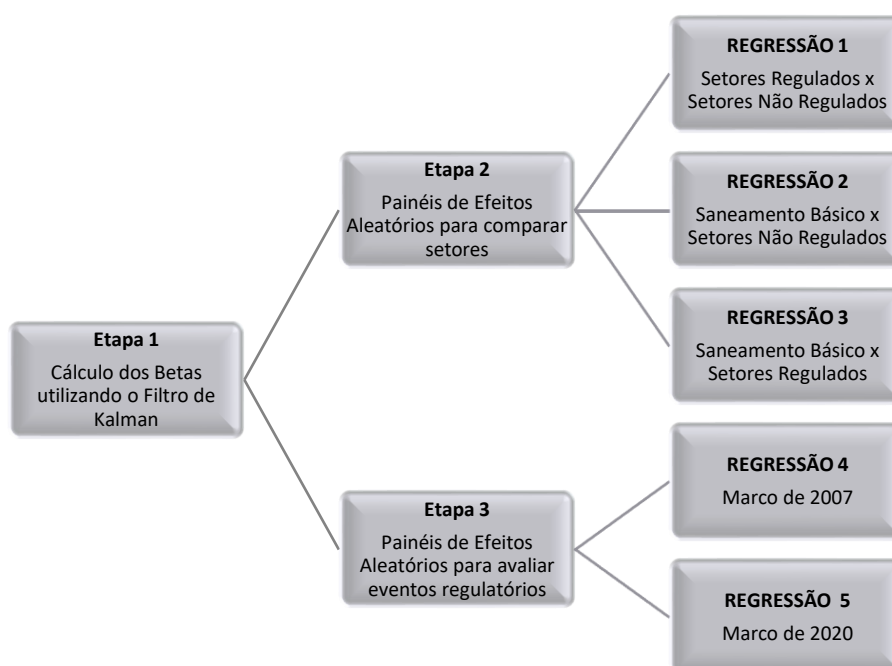 Etapa 1
Cálculo dos Betas
utilizando o Filtro de
Kalman
Etapa 2
Painéis de Efeitos
Aleatórios para comparar
setores
REGRESSÃO 1
Setores Regulados x
Setores Não Regulados
REGRESSÃO 2
Saneamento Básico x
Setores Não Regulados
REGRESSÃO 3
Saneamento Básico x
Setores Regulados
Etapa 3
Painéis de Efeitos
Aleatórios para avaliar
eventos regulatórios
REGRESSÃO 4
Marco de 2007
REGRESSÃO 5
Marco de 2020